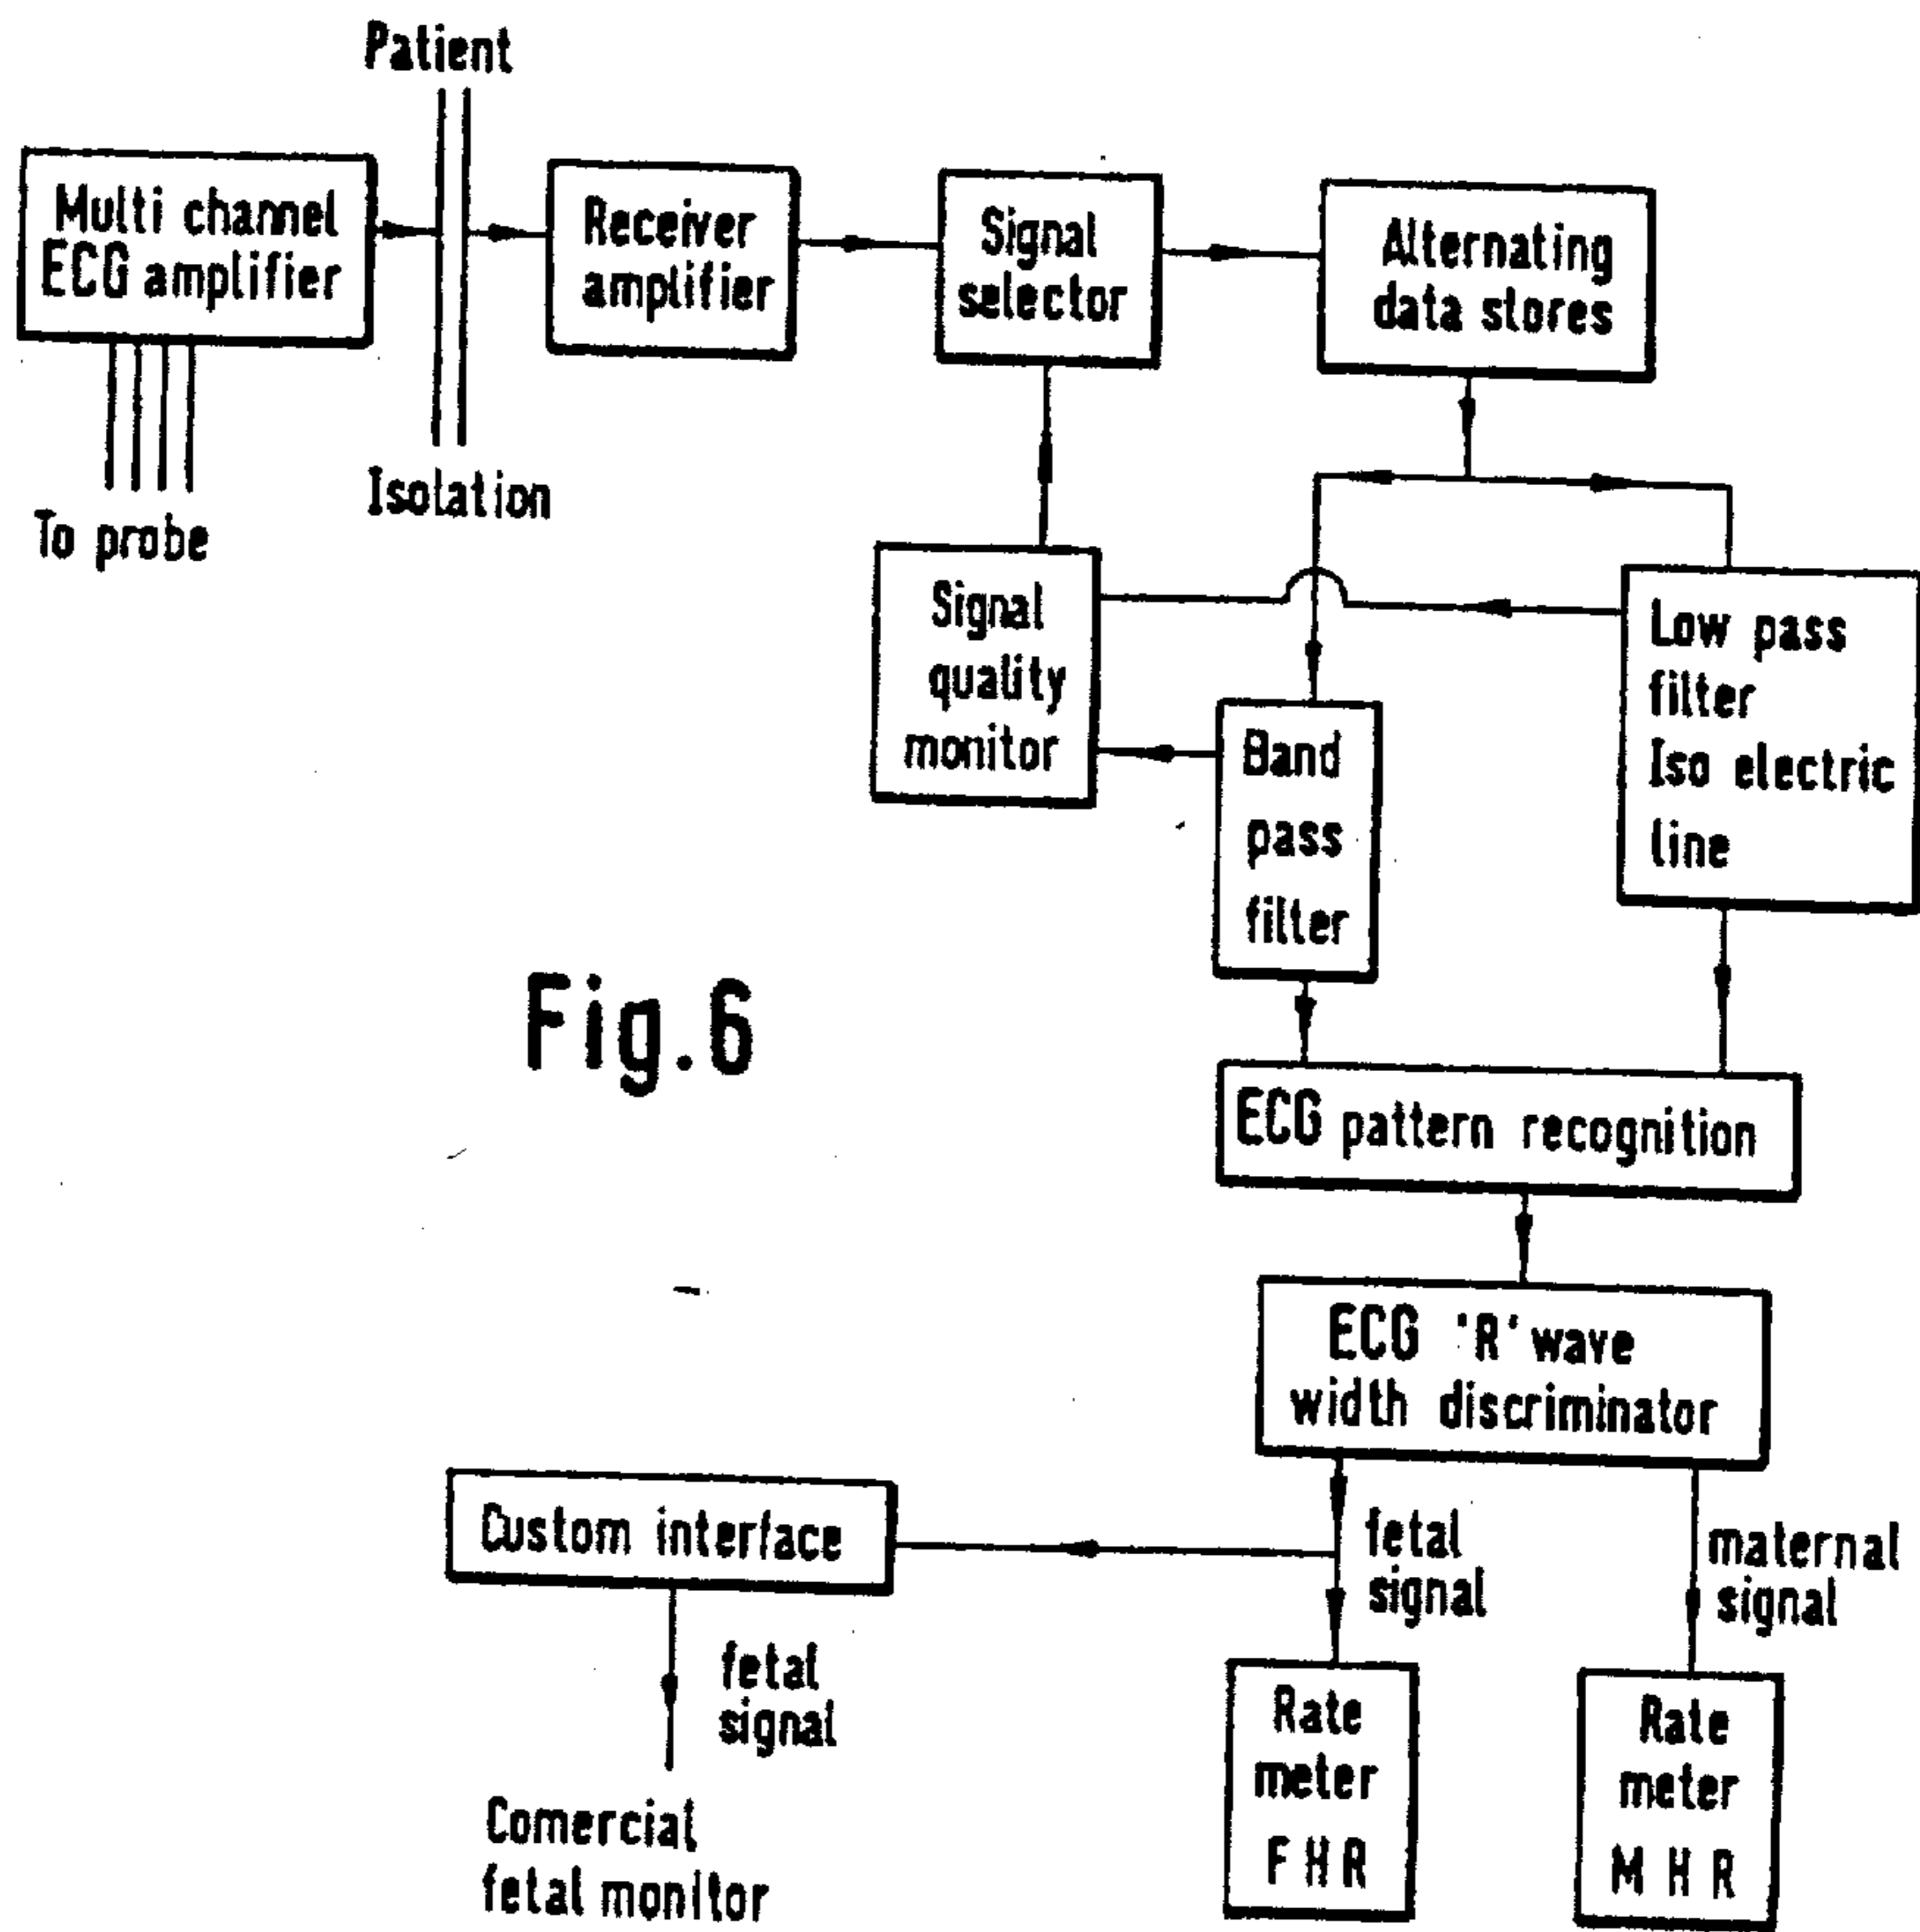 Patient
Multi channel
ECG amplifier
Receiver
amplifier
Signal
selector
Alternating
data stores
To probe
Isolation
Signal
quality
monitor
Band
pass
filter
Low pass
filter
Iso electric
line
Fig.6
ECG pattern recognition
ECG 'R' wave
width discriminator
Custom interface
fetal
signal
maternal
signal
fetal
signal
Comercial
fetal monitor
Rate
meter
F H R
Rate
meter
M H R